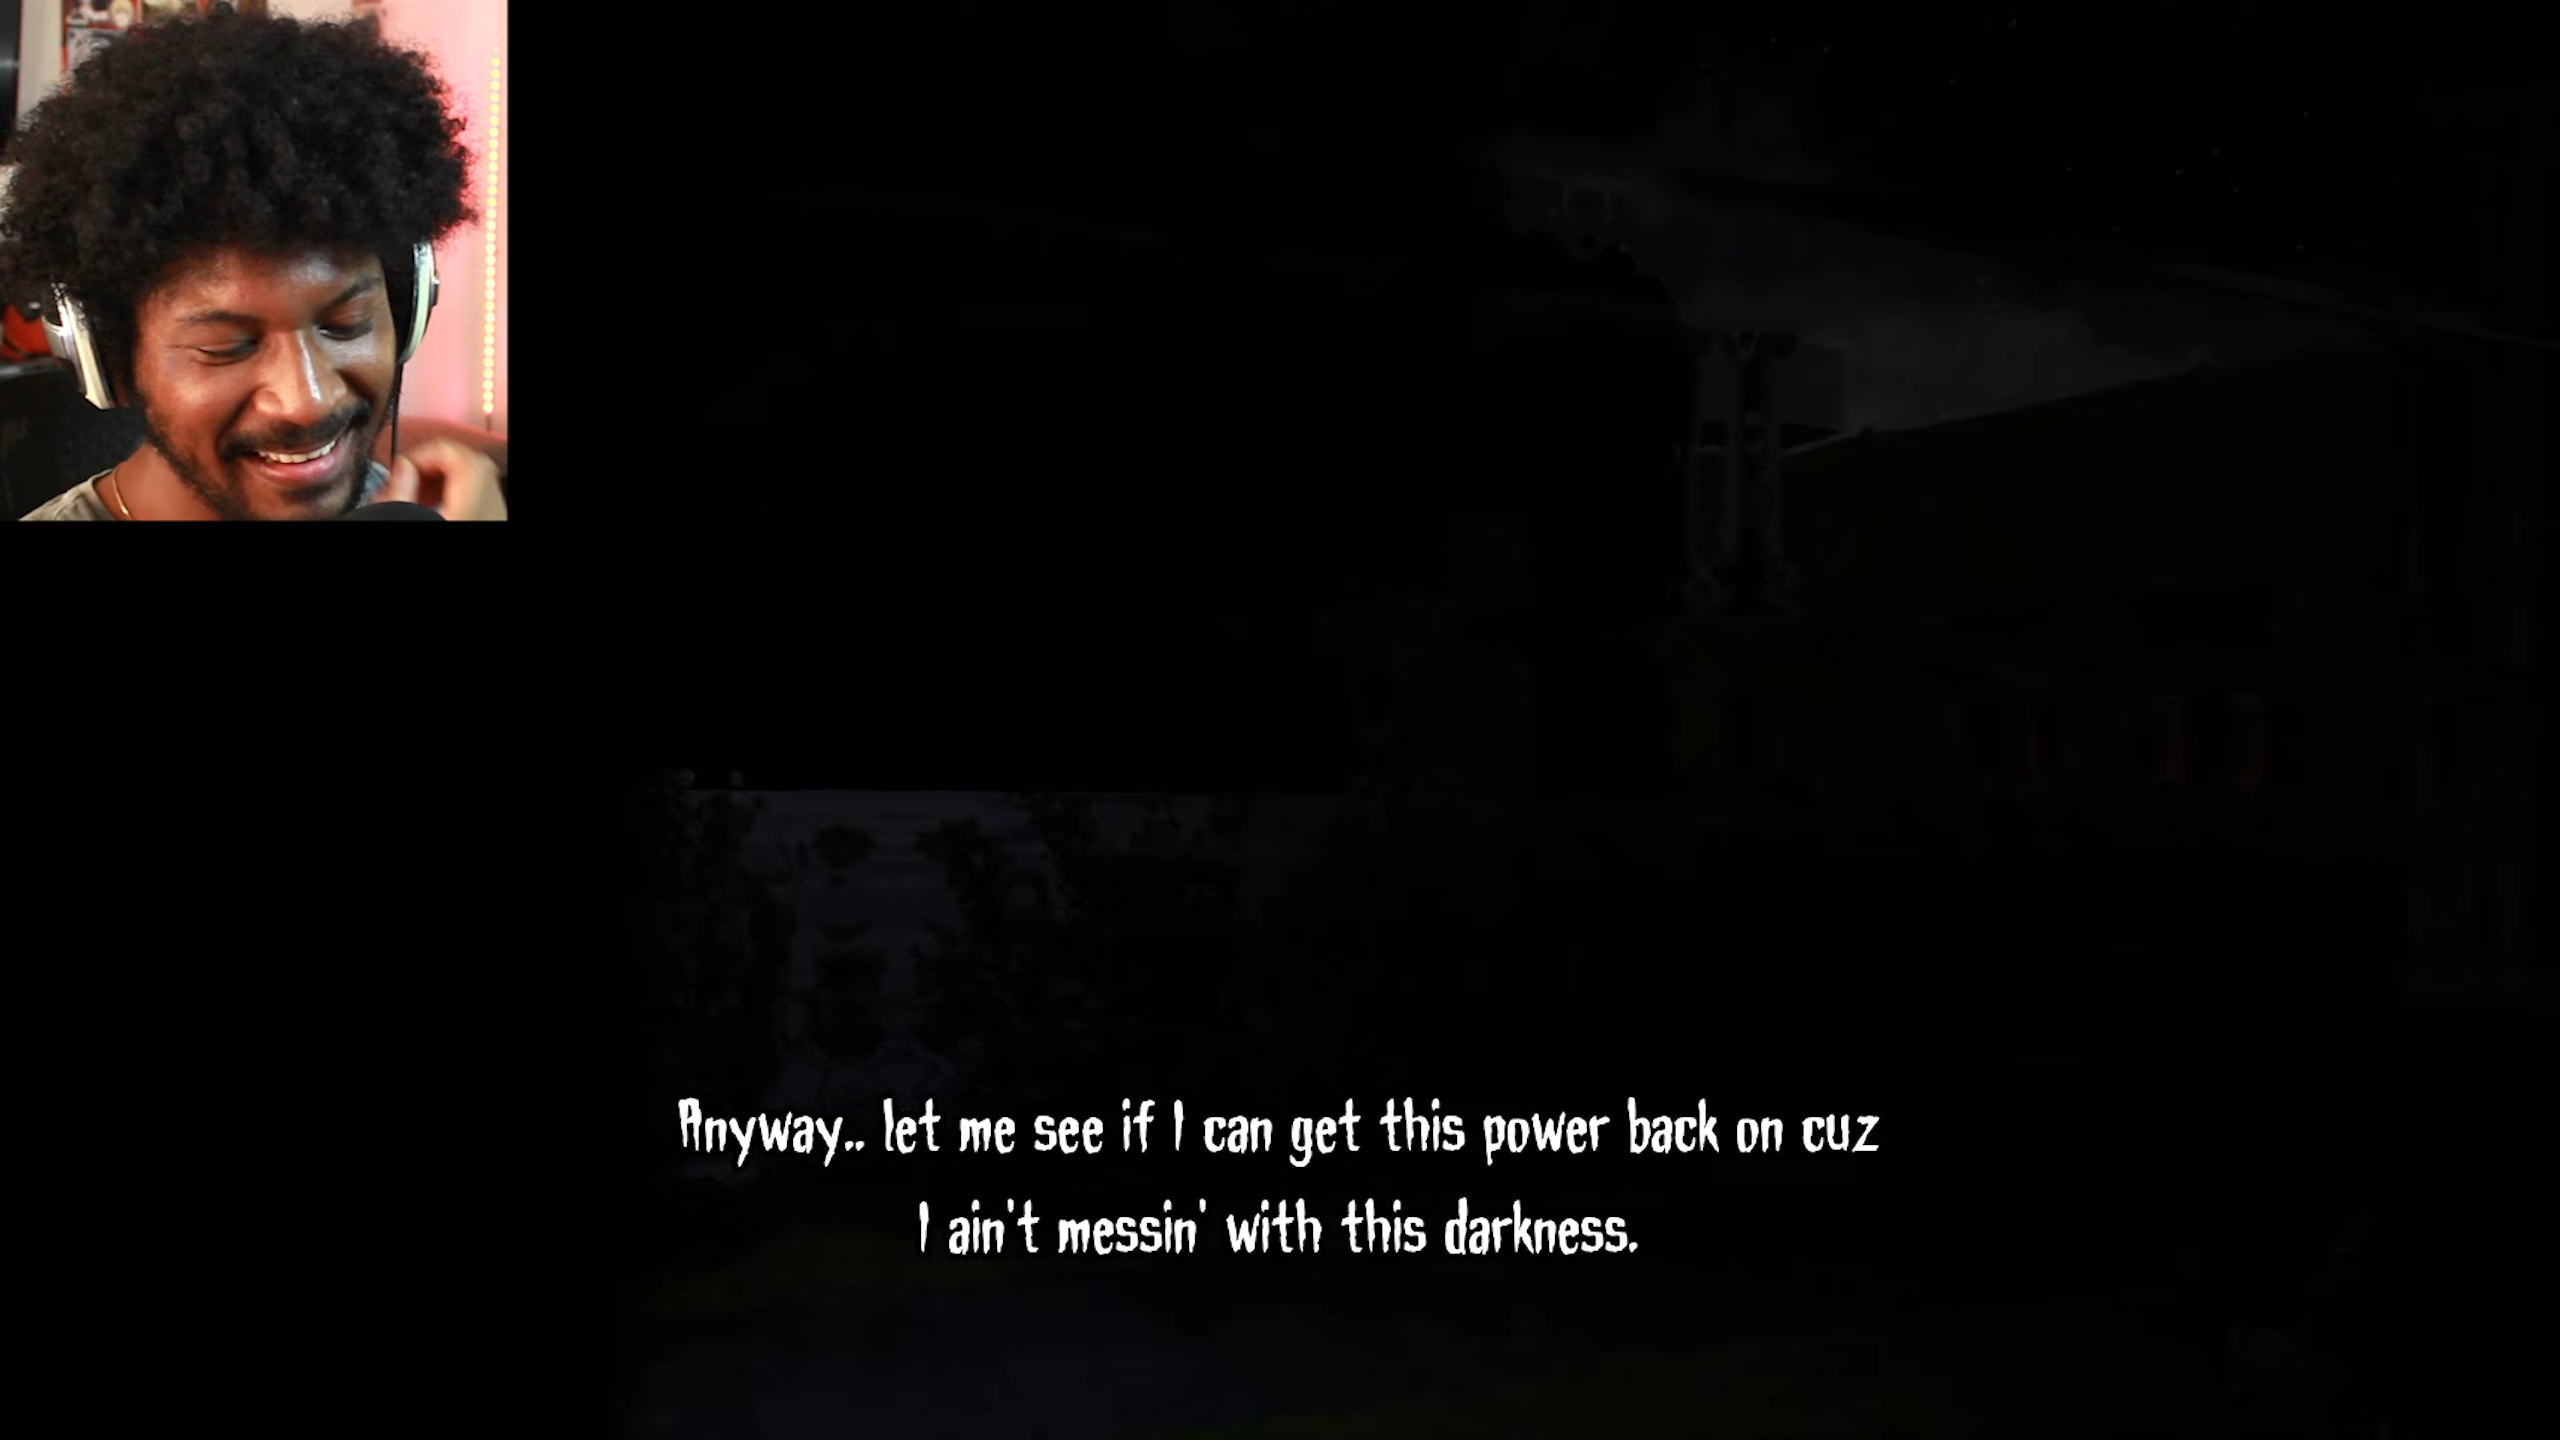 Anyway.. let me see if I can get this power back on cuz
I ain't messin' with this darkness.